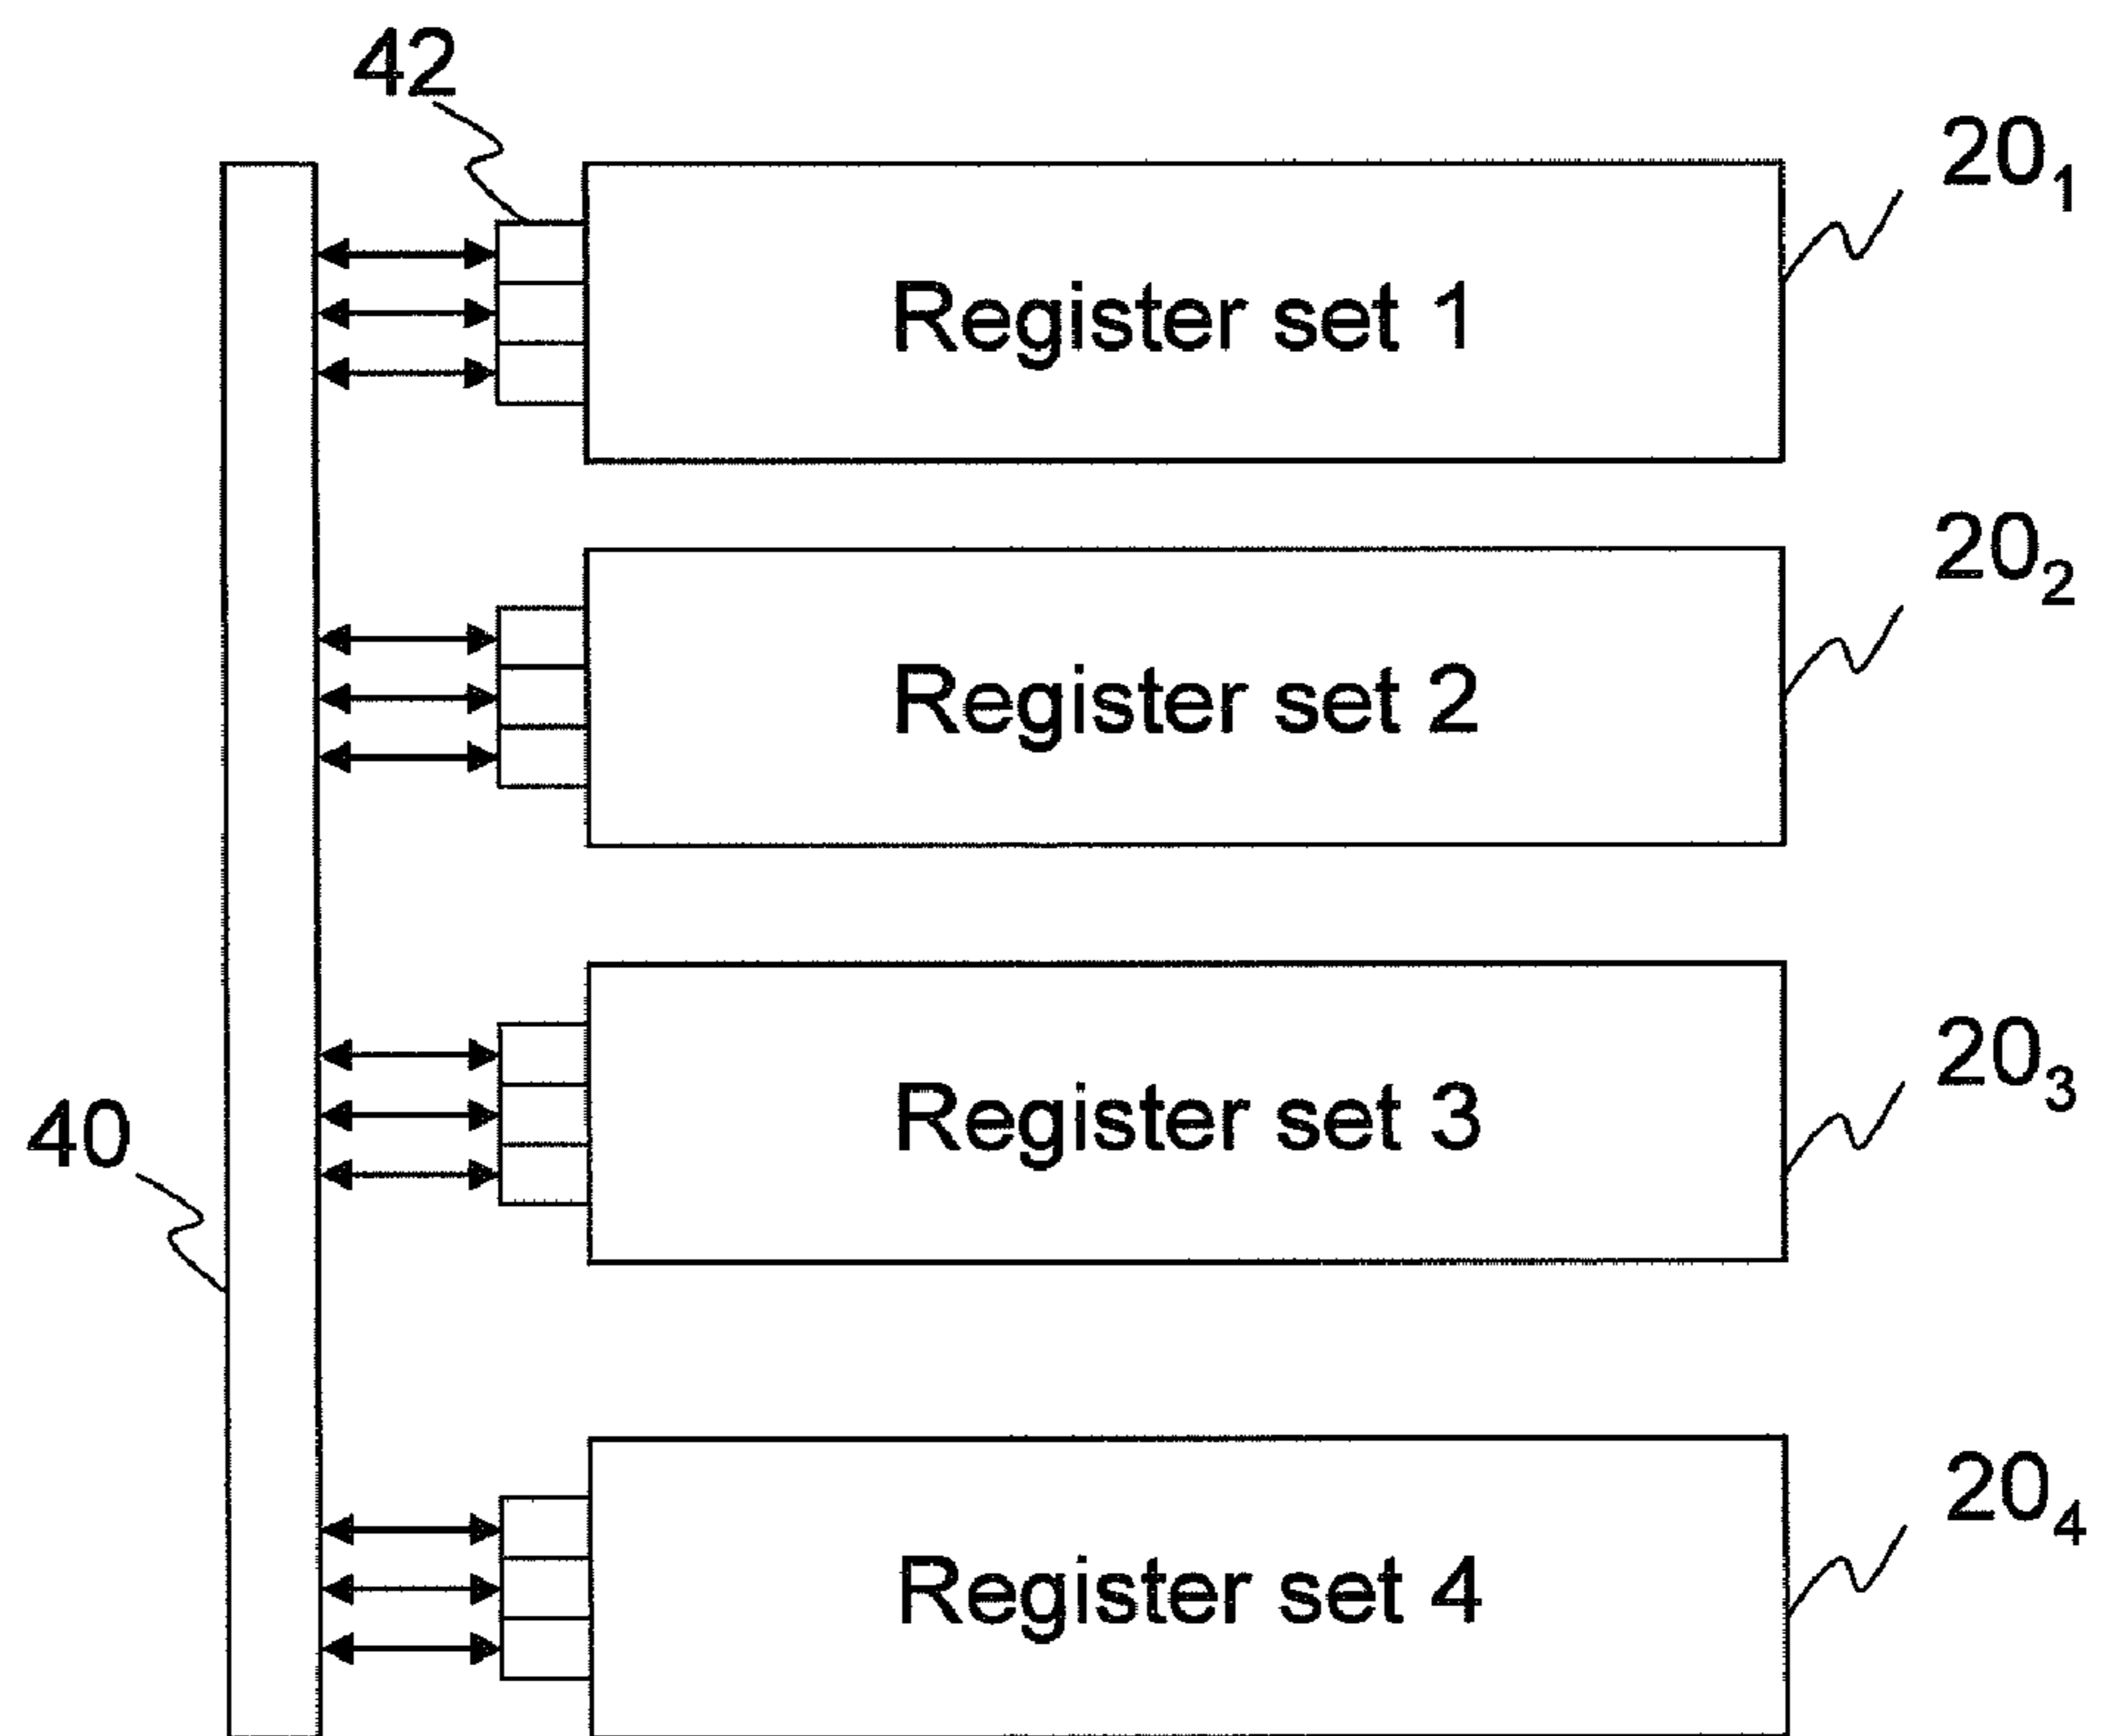 42
20₁
Register set 1
20₂
Register set 2
20₃
Register set 3
40
20₄
Register set 4